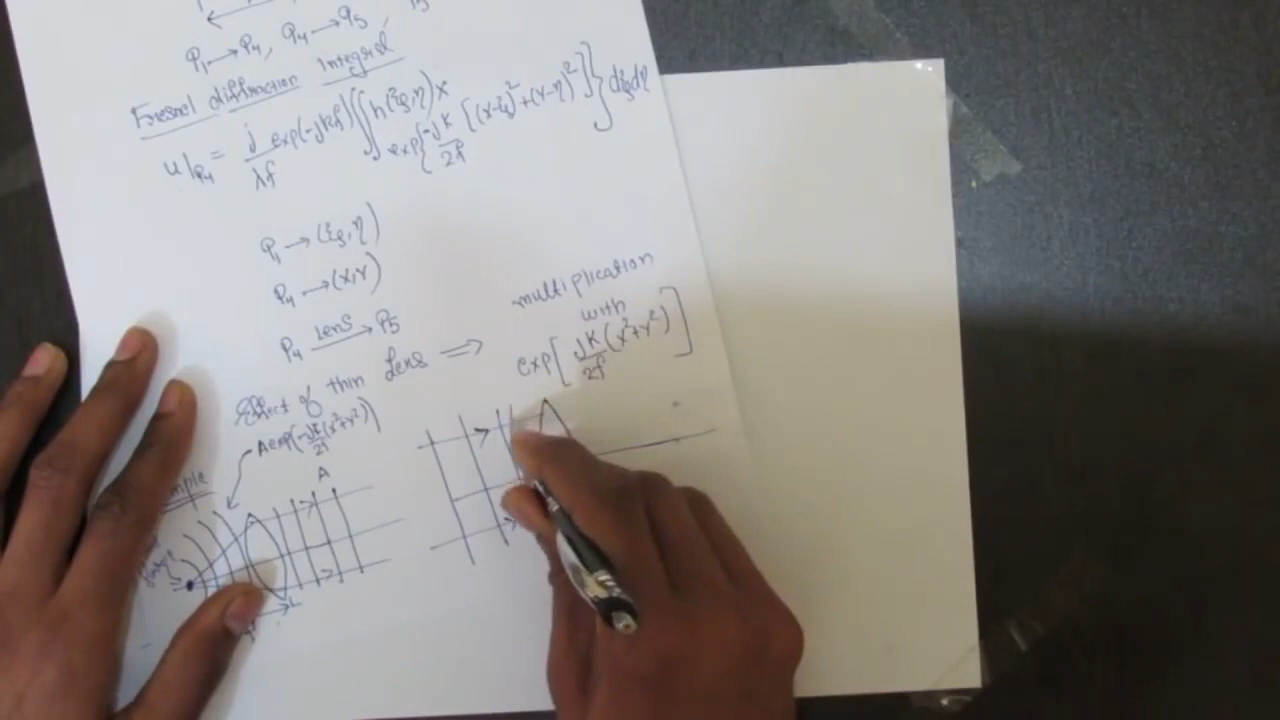 P₁ → P₄, P₄ → P₅,
Fresnel diffraction Integral
u|P₄ = j/λf exp(-jkf) ∫∫ h(ξ,η) x
exp{-jk/2f [(x-ξ)² + (y-η)²]} dξdη
P₁ → (ξ,η)
P₄ → (x,y)
P₄ Lens→ P₅
Effect of thin Lens ⇒ multiplication
with
exp[jk/2f (x²+y²)]
A exp(-jk/2f (x²+y²))
A
L